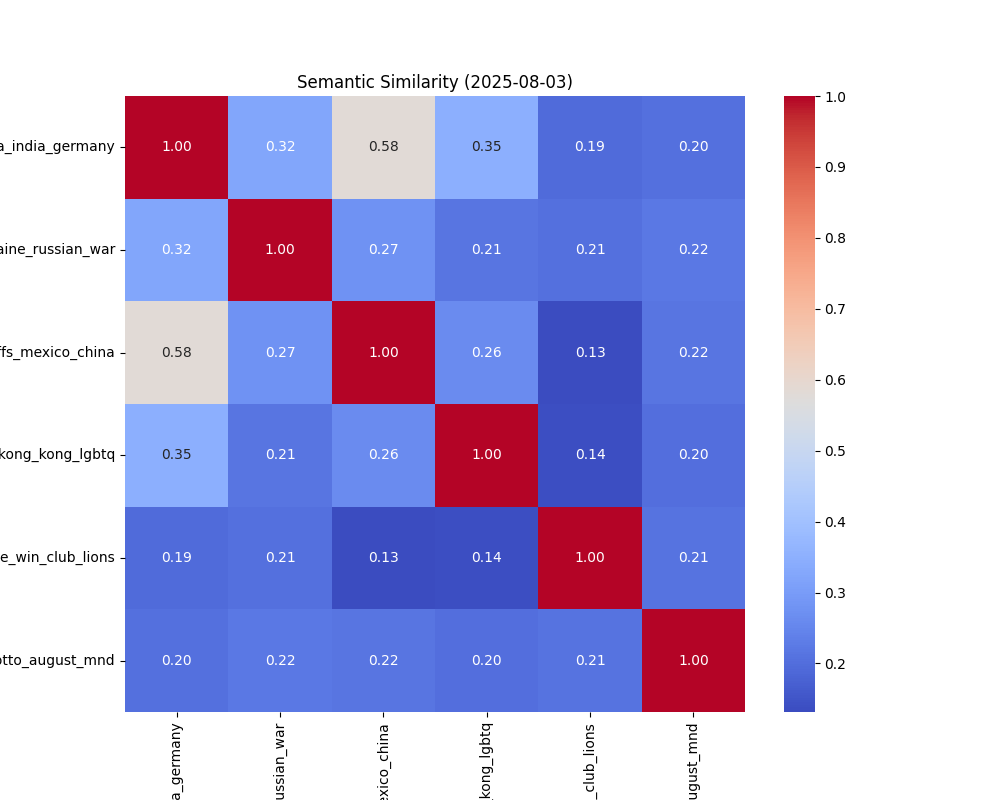 Semantic Similarity (2025-08-03)
a_india_germany 1.00 0.32 0.58 0.35 0.19 0.20
aine_russian_war 0.32 1.00 0.27 0.21 0.21 0.22
ffs_mexico_china 0.58 0.27 1.00 0.26 0.13 0.22
kong_kong_lgbtq 0.35 0.21 0.26 1.00 0.14 0.20
e_win_club_lions 0.19 0.21 0.13 0.14 1.00 0.21
otto_august_mnd 0.20 0.22 0.22 0.20 0.21 1.00
a_germany
ussian_war
exico_china
kong_lgbtq
_club_lions
ugust_mnd
1.0
0.9
0.8
0.7
0.6
0.5
0.4
0.3
0.2